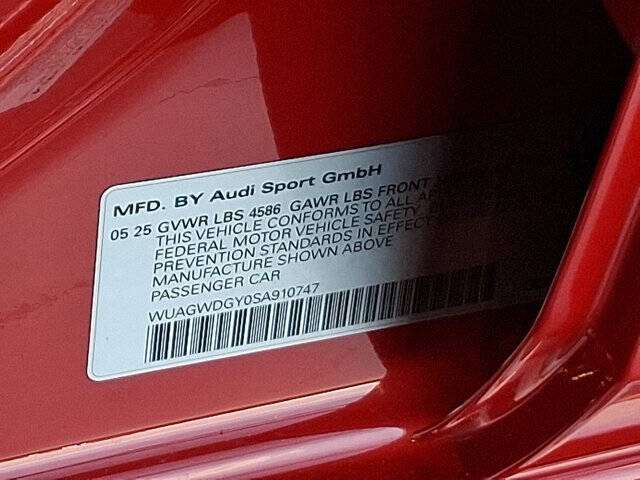 MFD. BY Audi Sport GmbH
05 25 GVWR LBS 4586 GAWR LBS FRONT
THIS VEHICLE CONFORMS TO ALL
FEDERAL MOTOR VEHICLE SAFETY,
PREVENTION STANDARDS IN EFFECT
MANUFACTURE SHOWN ABOVE
PASSENGER CAR
WUAGWDGY0SA910747